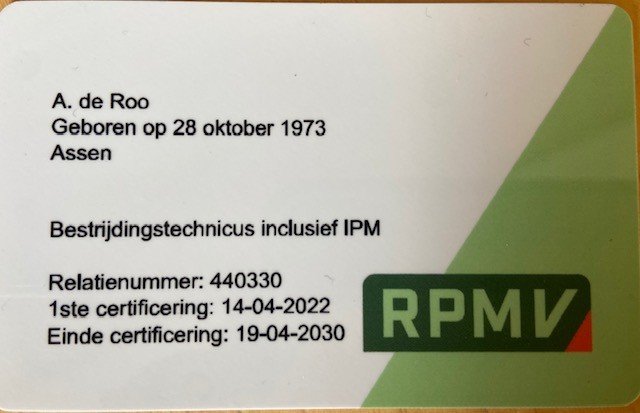 A. de Roo
Geboren op 28 oktober 1973
Assen
Bestrijdingstechnicus inclusief IPM
Relatienummer: 440330
1ste certificering: 14-04-2022
Einde certificering: 19-04-2030
RPMV